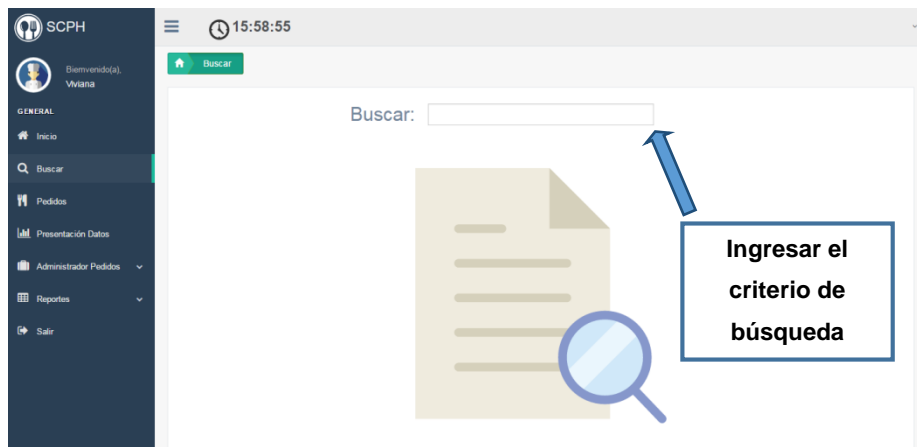 SCPH
15:58:55
Bienvenido(a),
Viviana
Buscar
GENERAL
Inicio
Buscar
Pedidos
Presentación Datos
Administrador Pedidos
Reportes
Salir
Buscar:
Ingresar el
criterio de
búsqueda